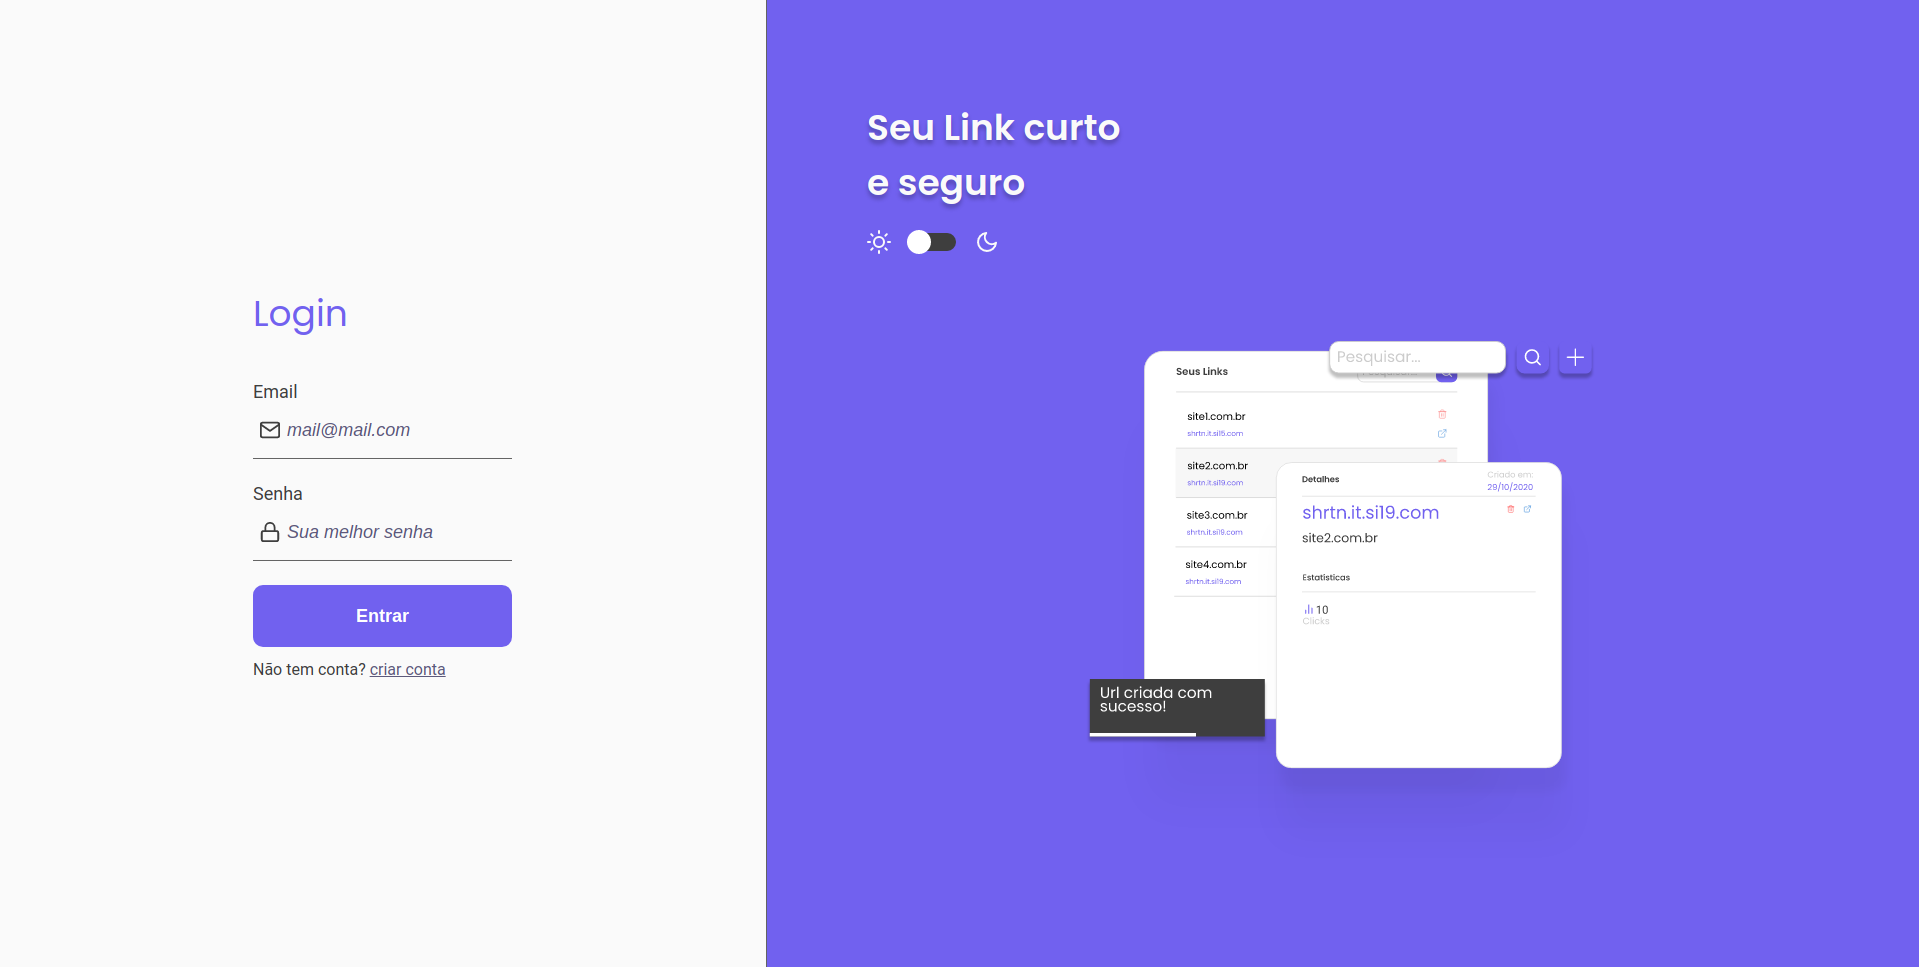 Login
Email
mail@mail.com
Senha
Sua melhor senha
Entrar
Não tem conta? criar conta
Seu Link curto
e seguro
Pesquisar...
Seus Links
site1.com.br
shrtn.it.si15.com
site2.com.br
shrtn.it.si19.com
site3.com.br
shrtn.it.si19.com
site4.com.br
shrtn.it.si19.com
Detalhes
Criado em:
29/10/2020
shrtn.it.si19.com
site2.com.br
Estatísticas
10
Clicks
Url criada com
sucesso!